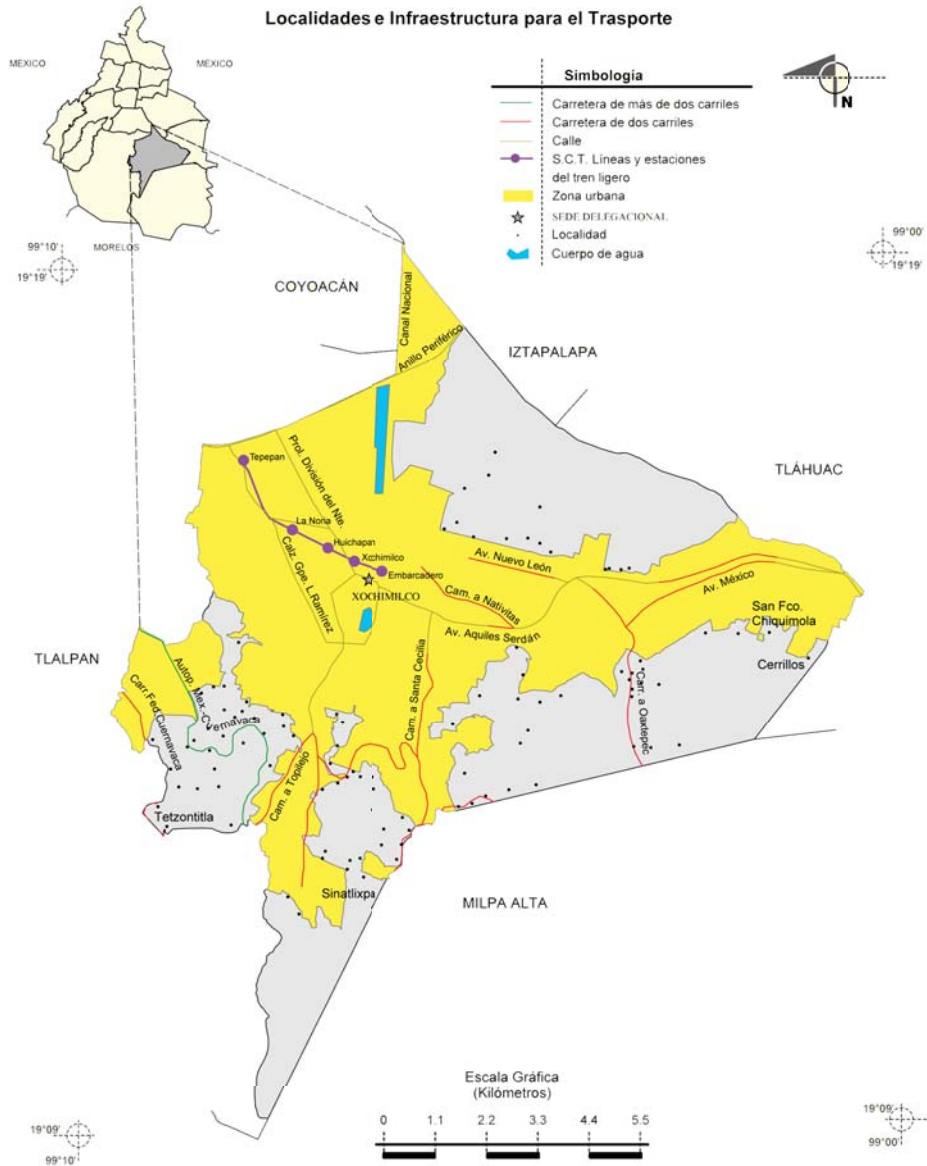 Localidades e Infraestructura para el Trasporte
MEXICO
MEXICO
MORELOS
Simbología
Carretera de más de dos carriles
Carretera de dos carriles
Calle
S.C.T. Líneas y estaciones
del tren ligero
Zona urbana
SEDE DELEGACIONAL
Localidad
Cuerpo de agua
N
99°10'
19°19'
99°00'
19°19'
COYOACÁN
Canal Nacional
Anillo Periférico
IZTAPALAPA
TLÁHUAC
Tepepan
Prol. División del Nte.
La Noria
Huichapan
Xochimilco
Embarcadero
XOCHIMILCO
Calz. Gpe. I. Ramírez
Av. Nuevo León
Cam. a Nativitas
Av. Aquiles Serdán
Av. México
San Fco.
Chiquimola
Cerrillos
TLALPAN
Autop. Mex.-Cuernavaca
Carr. Fed. Cuernavaca
Cam. a Santa Cecilia
Carr. a Oaxtepec
Cam. a Topilejo
Tetzontitla
Sinatlixpa
MILPA ALTA
Escala Gráfica
(Kilómetros)
0 1.1 2.2 3.3 4.4 5.5
19°09'
99°10'
19°09'
99°00'